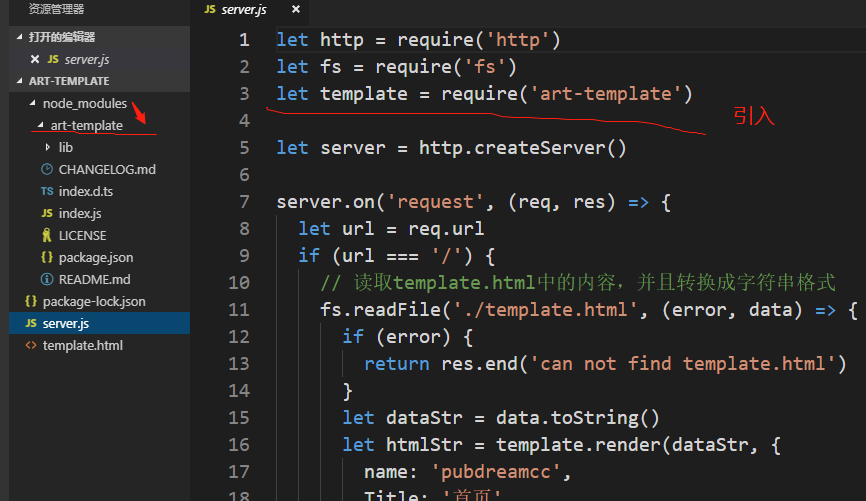 资源管理器
打开的编辑器
JS server.js
ART-TEMPLATE
node_modules
art-template
lib
CHANGELOG.md
TS index.d.ts
JS index.js
LICENSE
{} package.json
README.md
{} package-lock.json
JS server.js
<> template.html
JS server.js ×
1 let http = require('http')
2 let fs = require('fs')
3 let template = require('art-template')
引入
4
5 let server = http.createServer()
6
7 server.on('request', (req, res) => {
8 let url = req.url
9 if (url === '/') {
10 // 读取template.html中的内容，并且转换成字符串格式
11 fs.readFile('./template.html', (error, data) => {
12 if (error) {
13 return res.end('can not find template.html')
14 }
15 let dataStr = data.toString()
16 let htmlStr = template.render(dataStr, {
17 name: 'pubdreamcc',
18 Title: '首页'